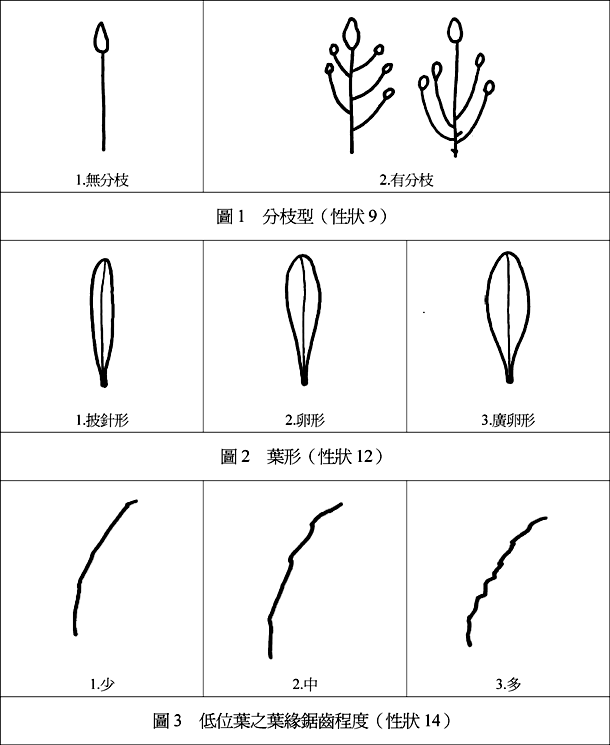 1.無分枝
2.有分枝
圖1 分枝型（性狀9）
1.披針形
2.卵形
3.廣卵形
圖2 葉形（性狀12）
1.少
2.中
3.多
圖3 低位葉之葉緣鋸齒程度（性狀14）